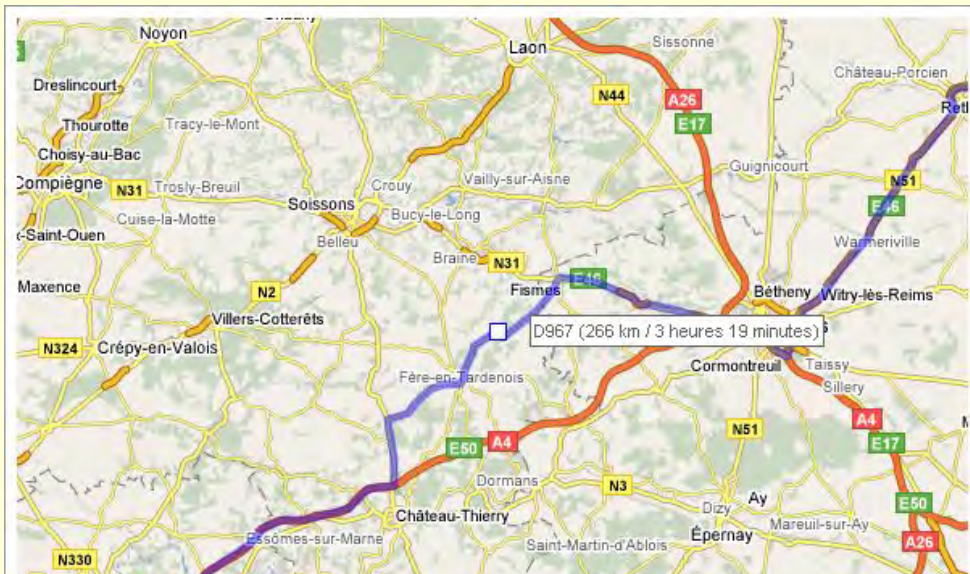 Noyon
Laon
Sissonne
Château-Porcien
Dreslincourt
N44
A26
E17
Thourotte
Tracy-le-Mont
Choisy-au-Bac
Guignicourt
Compiègne
N31
Trosly-Breuil
Crouy
Vailly-sur-Aisne
N51
Soissons
E46
Cuise-la-Motte
Bucy-le-Long
x-Saint-Ouen
Belleu
Warmeriville
Braine
N31
Maxence
N2
Fismes
E46
Bétheny
Witry-lès-Reims
Villers-Cotterêts
D967 (266 km / 3 heures 19 minutes)
s
N324
Crépy-en-Valois
Cormontreuil
Taissy
Fère-en-Tardenois
Sillery
A4
N51
E50
A4
E17
Dormans
N3
Ay
E50
Dizy
Château-Thierry
Mareuil-sur-Ay
Essômes-sur-Marne
Épernay
A26
Saint-Martin-d'Ablois
N330